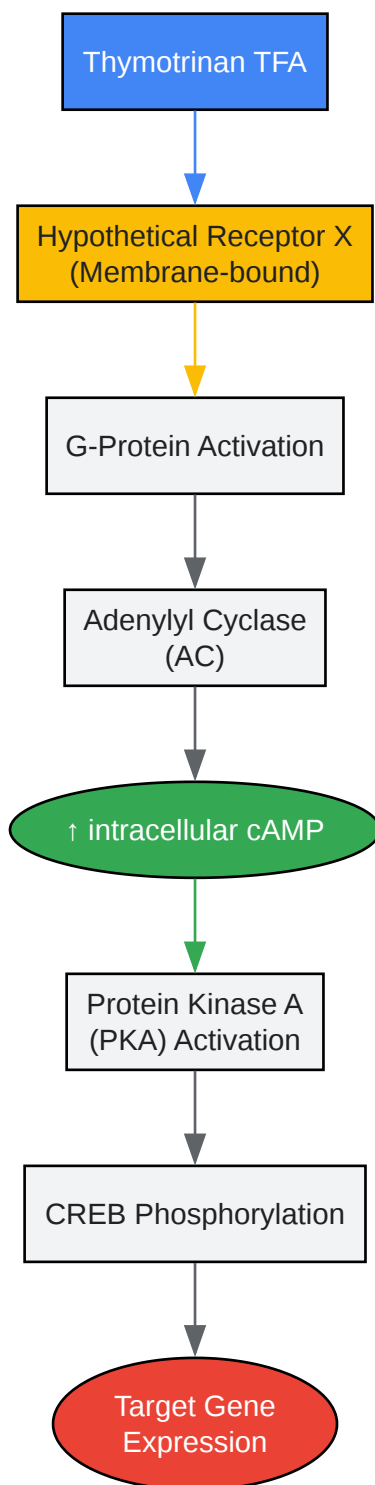 Thymotrinan TFA
Hypothetical Receptor X
(Membrane-bound)
G-Protein Activation
Adenylyl Cyclase
(AC)
↑ intracellular cAMP
Protein Kinase A
(PKA) Activation
CREB Phosphorylation
Target Gene
Expression